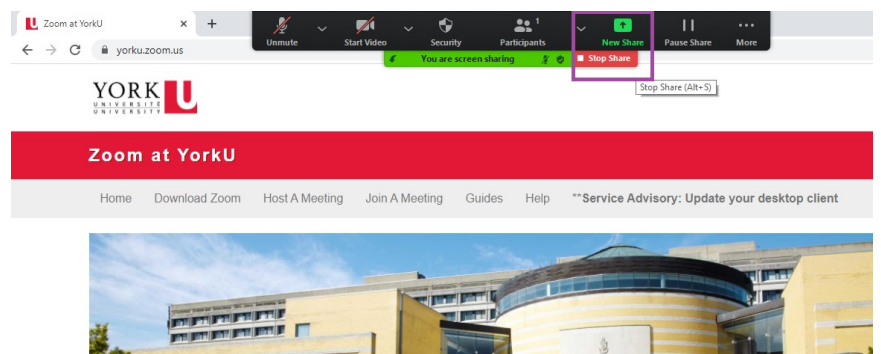 Zoom at YorkU
1
Unmute Start Video Security Participants New Share Pause Share More
yorku.zoom.us
You are screen sharing Stop Share
Stop Share (Alt+S)
YORK U
UNIVERSITÉ
UNIVERSITY
Zoom at YorkU
Home Download Zoom Host A Meeting Join A Meeting Guides Help **Service Advisory: Update your desktop client